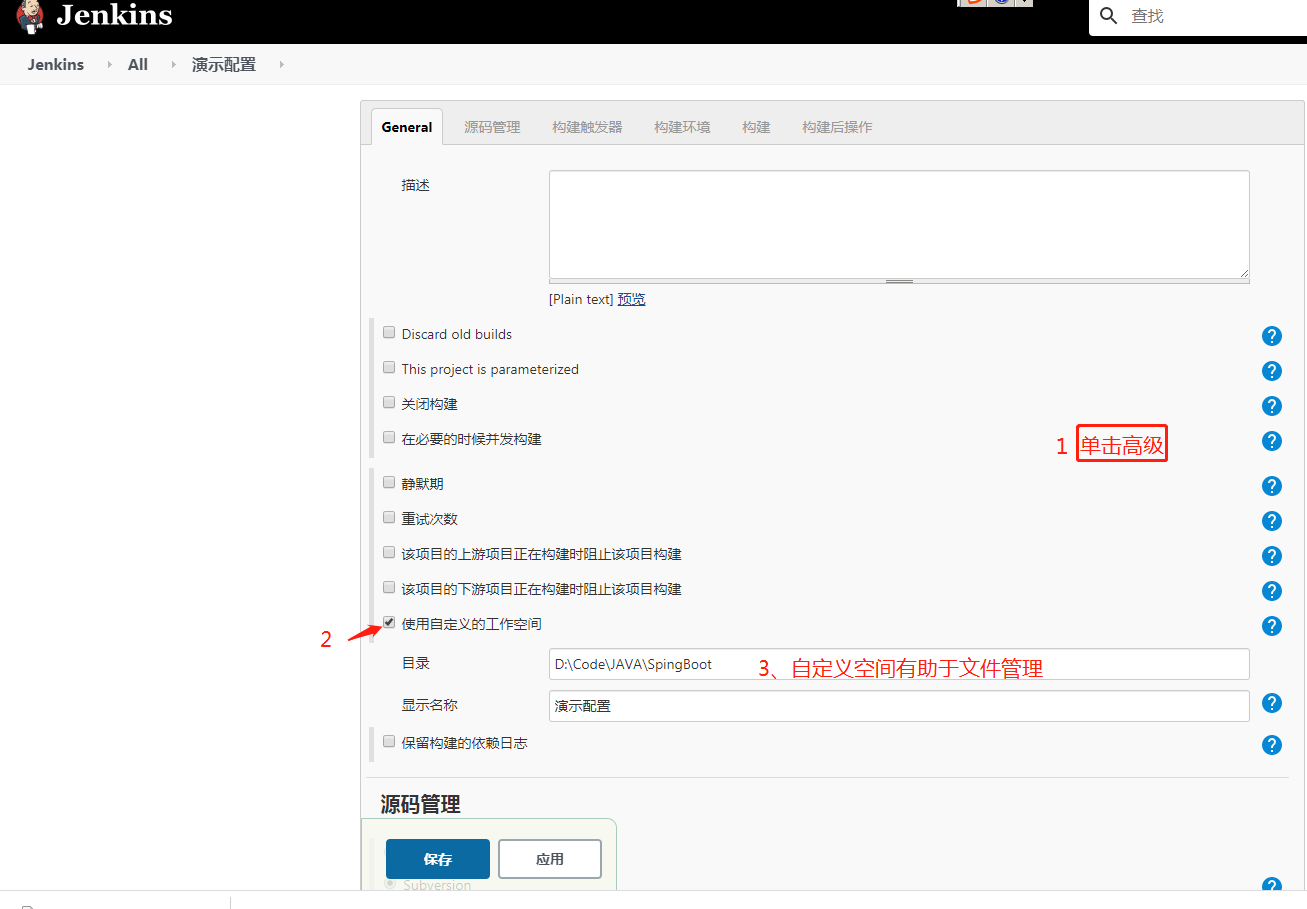 Jenkins
查找
Jenkins All 演示配置
General 源码管理 构建触发器 构建环境 构建 构建后操作
描述
[Plain text] 预览
Discard old builds
This project is parameterized
关闭构建
在必要的时候并发构建
1 单击高级
静默期
重试次数
该项目的上游项目正在构建时阻止该项目构建
该项目的下游项目正在构建时阻止该项目构建
2 使用自定义的工作空间
目录 D:\Code\JAVA\SpingBoot 3、自定义空间有助于文件管理
显示名称 演示配置
保留构建的依赖日志
源码管理
保存 应用
Subversion